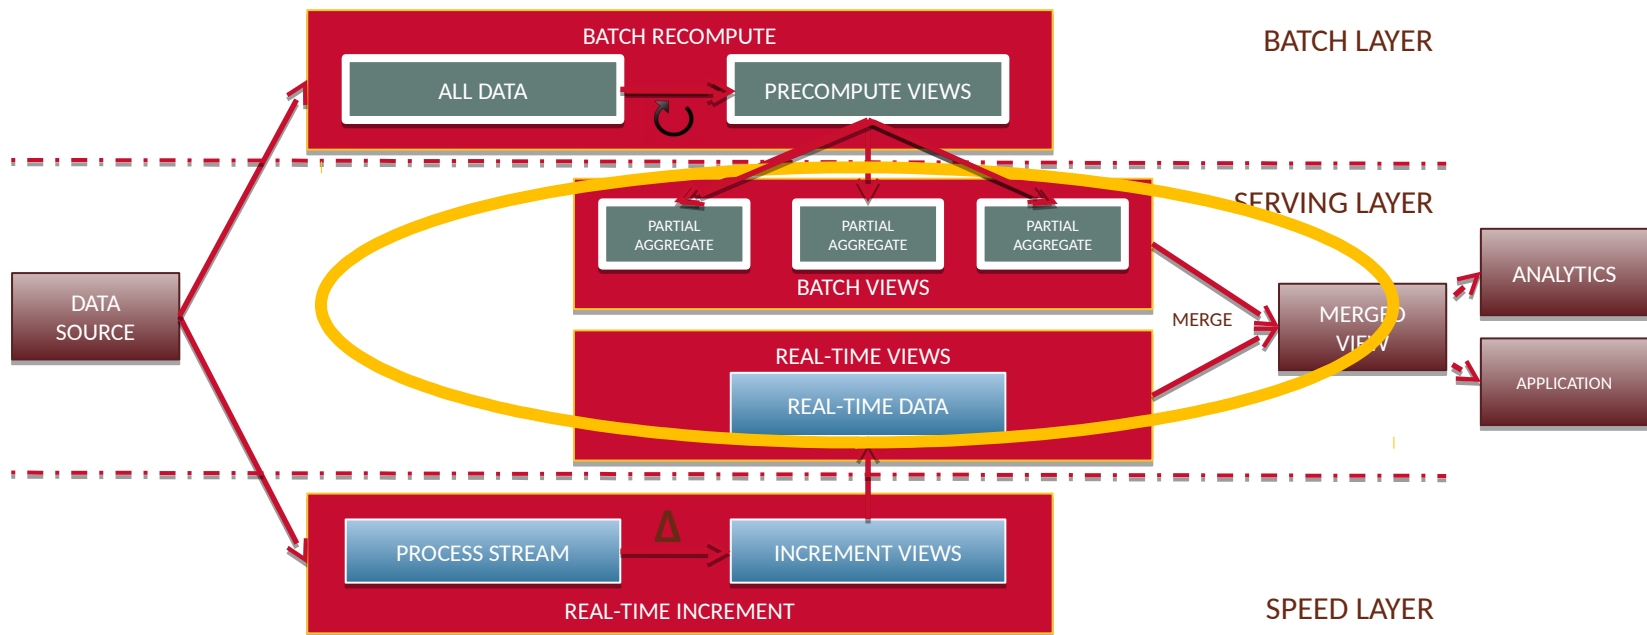 BATCH RECOMPUTE
BATCH LAYER
ALL DATA
PRECOMPUTE VIEWS
SERVING LAYER
PARTIAL
AGGREGATE
PARTIAL
AGGREGATE
PARTIAL
AGGREGATE
BATCH VIEWS
DATA
SOURCE
MERGE
MERGED
VIEW
ANALYTICS
APPLICATION
REAL-TIME VIEWS
REAL-TIME DATA
Δ
PROCESS STREAM
INCREMENT VIEWS
REAL-TIME INCREMENT
SPEED LAYER